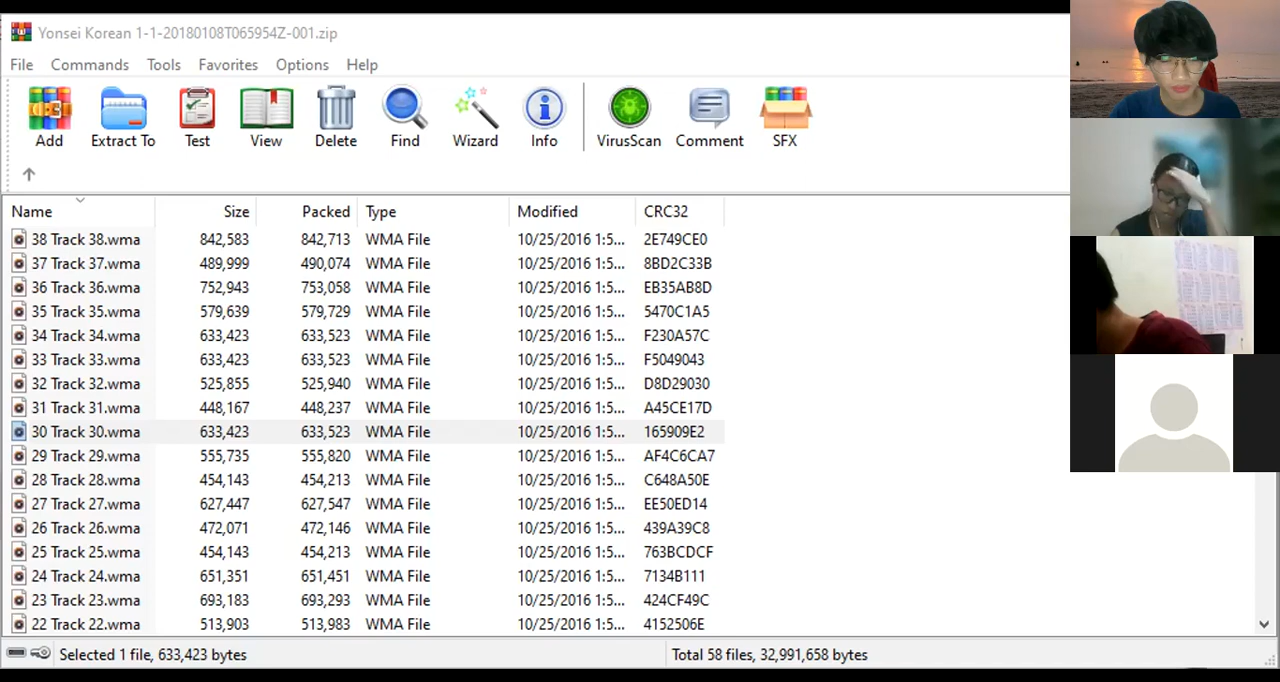 Yonsei Korean 1-1-20180108T065954Z-001.zip
File Commands Tools Favorites Options Help
Add Extract To Test View Delete Find Wizard Info VirusScan Comment SFX
Name Size Packed Type Modified CRC32
38 Track 38.wma 842,583 842,713 WMA File 10/25/2016 1:5... 2E749CE0
37 Track 37.wma 489,999 490,074 WMA File 10/25/2016 1:5... 8BD2C33B
36 Track 36.wma 752,943 753,058 WMA File 10/25/2016 1:5... EB35AB8D
35 Track 35.wma 579,639 579,729 WMA File 10/25/2016 1:5... 5470C1A5
34 Track 34.wma 633,423 633,523 WMA File 10/25/2016 1:5... F230A57C
33 Track 33.wma 633,423 633,523 WMA File 10/25/2016 1:5... F5049043
32 Track 32.wma 525,855 525,940 WMA File 10/25/2016 1:5... D8D29030
31 Track 31.wma 448,167 448,237 WMA File 10/25/2016 1:5... A45CE17D
30 Track 30.wma 633,423 633,523 WMA File 10/25/2016 1:5... 165909E2
29 Track 29.wma 555,735 555,820 WMA File 10/25/2016 1:5... AF4C6CA7
28 Track 28.wma 454,143 454,213 WMA File 10/25/2016 1:5... C648A50E
27 Track 27.wma 627,447 627,547 WMA File 10/25/2016 1:5... EE50ED14
26 Track 26.wma 472,071 472,146 WMA File 10/25/2016 1:5... 439A39C8
25 Track 25.wma 454,143 454,213 WMA File 10/25/2016 1:5... 763BCDCF
24 Track 24.wma 651,351 651,451 WMA File 10/25/2016 1:5... 7134B111
23 Track 23.wma 693,183 693,293 WMA File 10/25/2016 1:5... 424CF49C
22 Track 22.wma 513,903 513,983 WMA File 10/25/2016 1:5... 4152506E
Selected 1 file, 633,423 bytes Total 58 files, 32,991,658 bytes